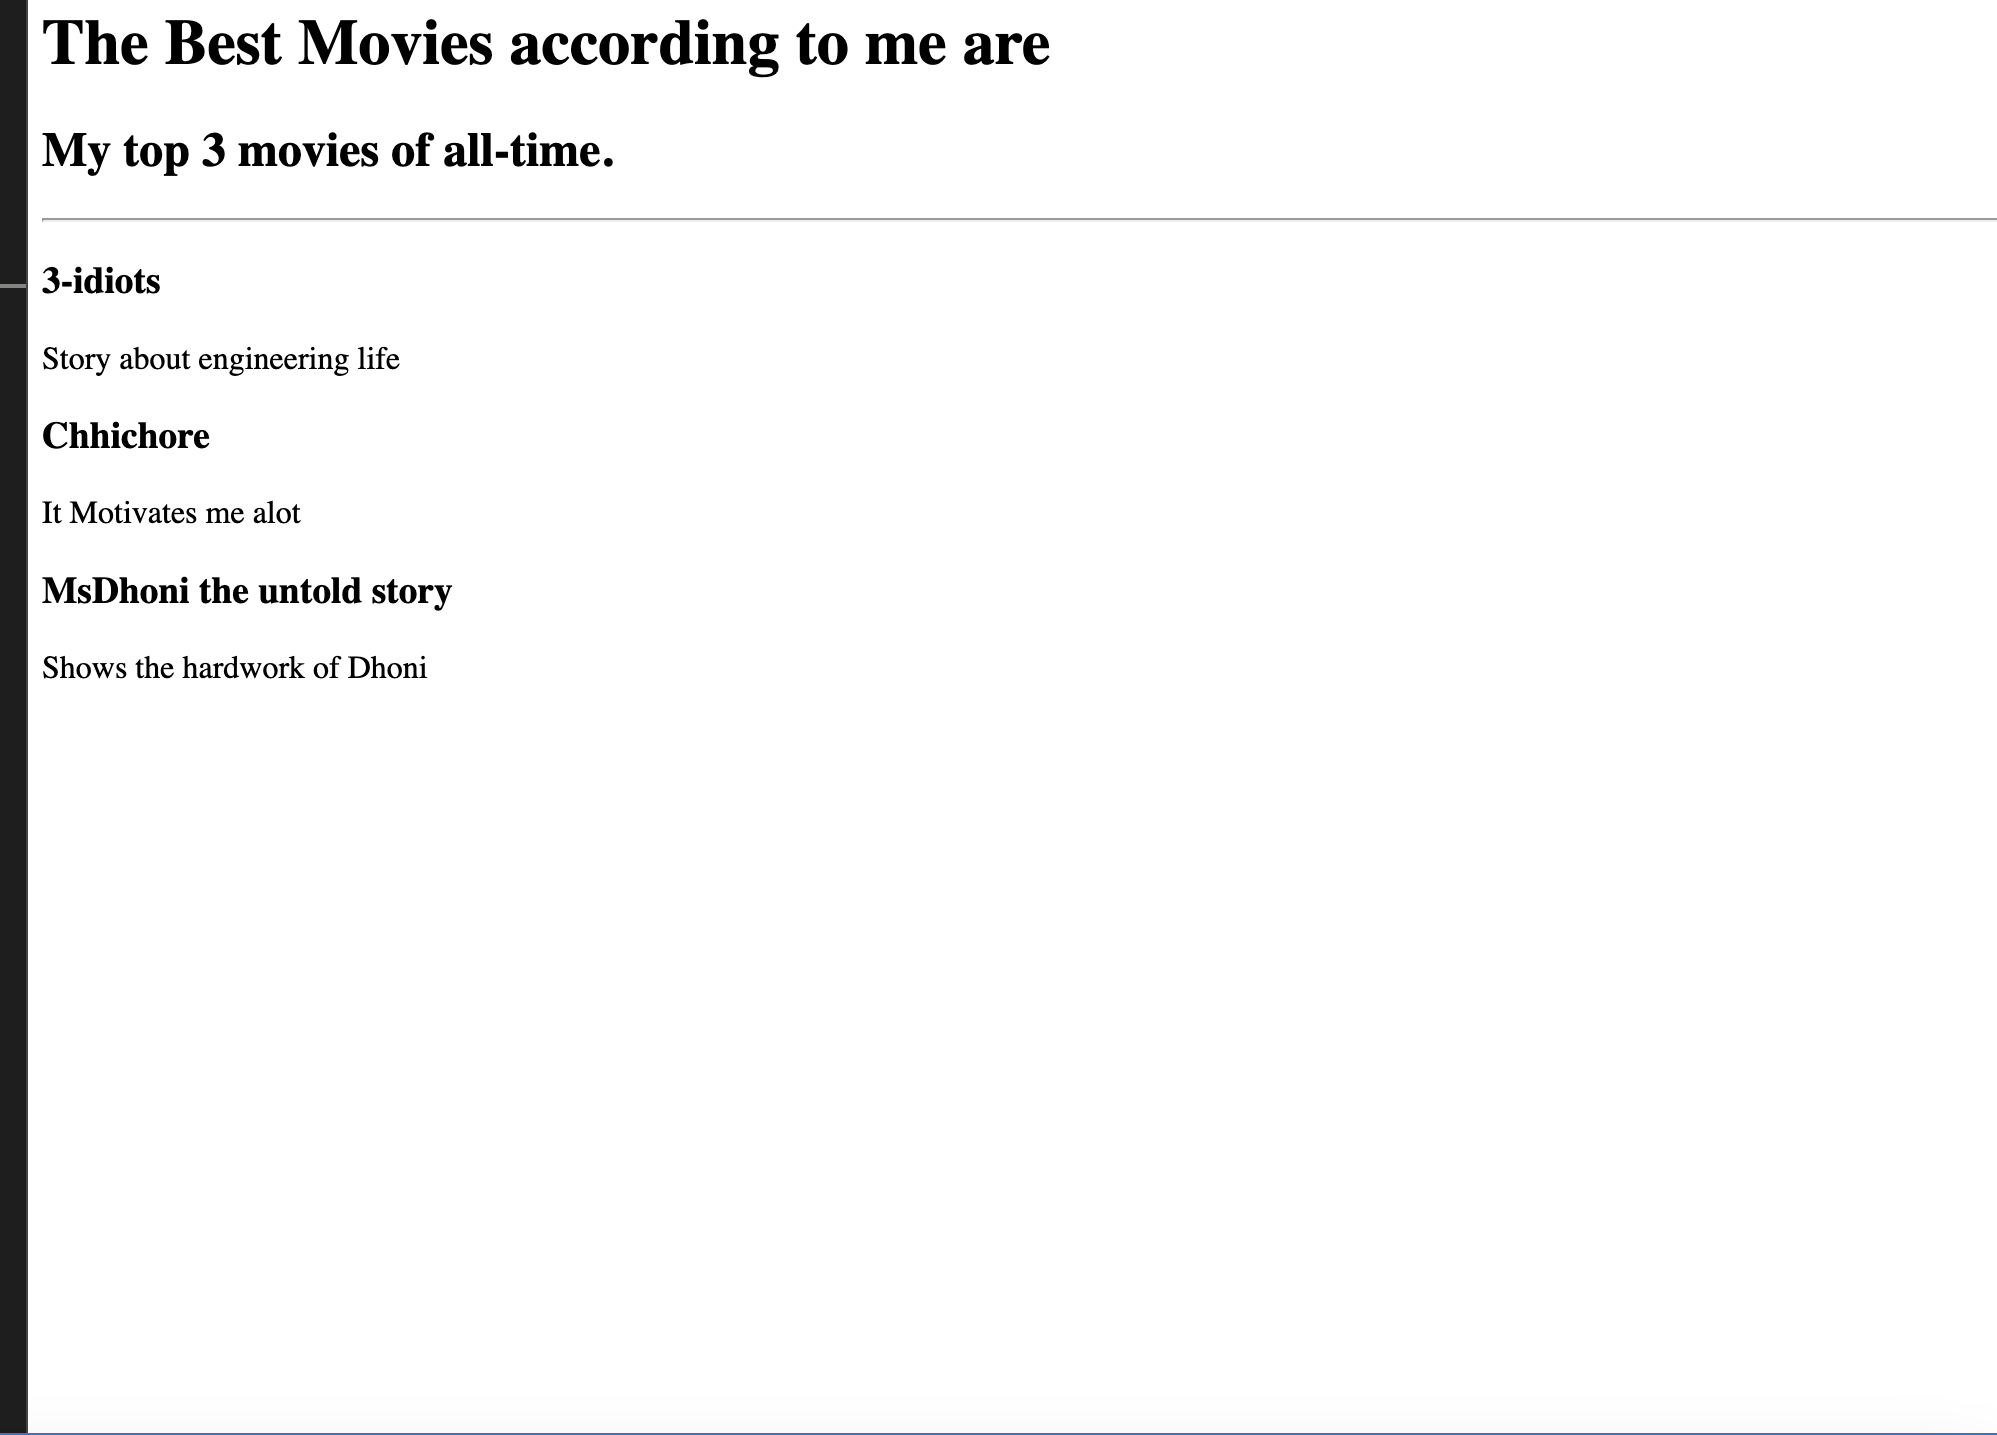 The Best Movies according to me are
My top 3 movies of all-time.
3-idiots
Story about engineering life
Chhichore
It Motivates me alot
MsDhoni the untold story
Shows the hardwork of Dhoni